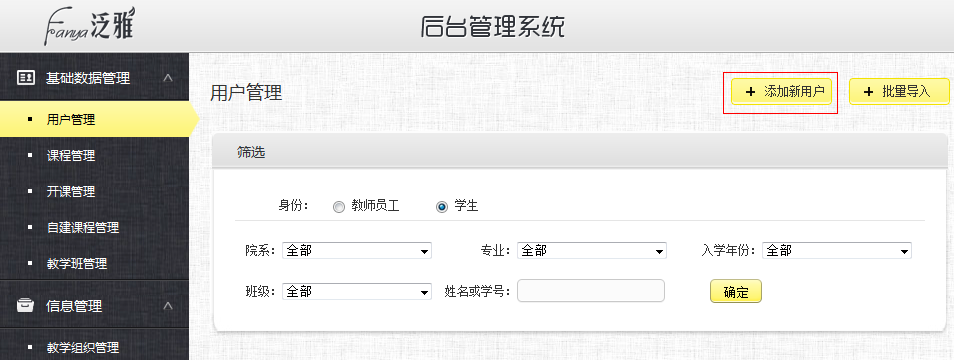 Fanya泛雅
后台管理系统
基础数据管理
用户管理
课程管理
开课管理
自建课程管理
教学班管理
信息管理
教学组织管理
用户管理
+ 添加新用户
+ 批量导入
筛选
身份： 教师员工 学生
院系： 全部 专业： 全部 入学年份： 全部
班级： 全部 姓名或学号： 确定